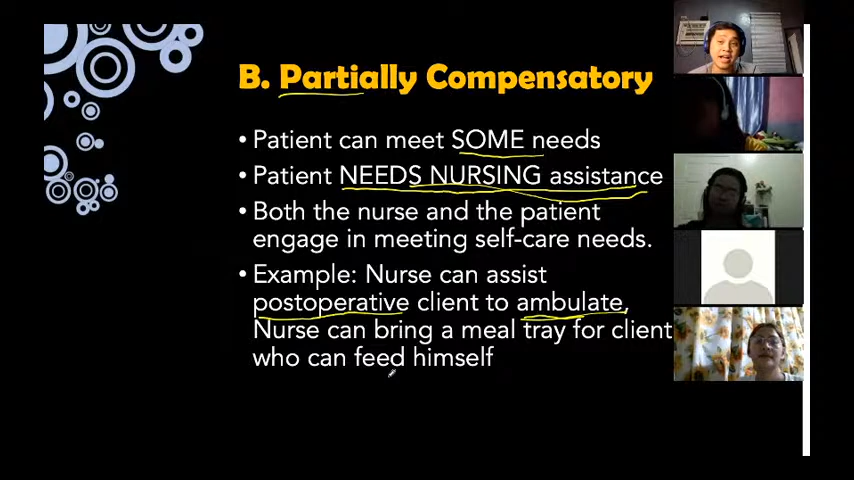 B. Partially Compensatory
• Patient can meet SOME needs
• Patient NEEDS NURSING assistance
• Both the nurse and the patient
engage in meeting self-care needs.
• Example: Nurse can assist
postoperative client to ambulate,
Nurse can bring a meal tray for client
who can feed himself